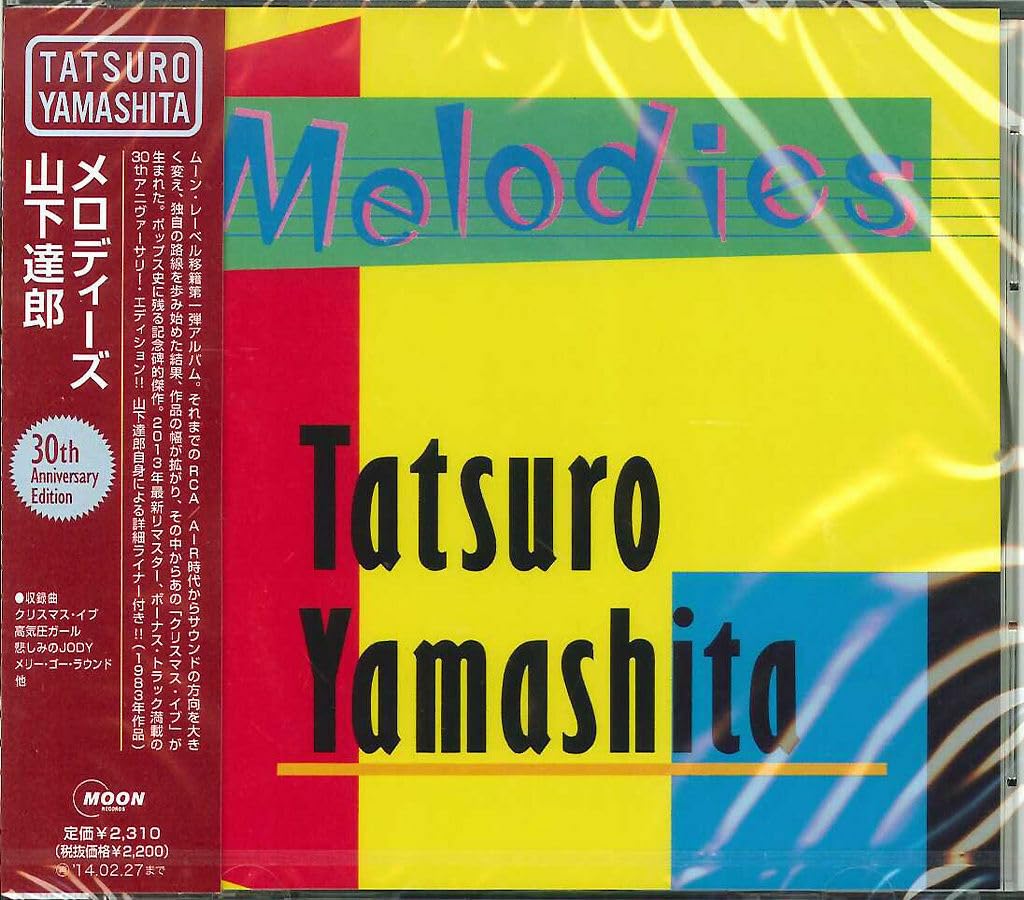 TATSURO
YAMASHITA
メロディーズ
山下達郎
ムーン・レーベル移籍第一弾アルバム。それまでのRCA/AIR時代からサウンドの方向を大き
く変え、独自の路線を歩み始めた結果、作品の幅が拡がり、その中からあの「クリスマス・イブ」が
生まれた。ポップス史に残る記念碑的傑作。2013年最新リマスター、ボーナス・トラック満載の
30thアニヴァーサリー・エディション!! 山下達郎自身による詳細ライナー付き!!(1983年作品)
30th
Anniversary
Edition
●収録曲
クリスマス・イブ
高気圧ガール
悲しみのJODY
メリー・ゴー・ラウンド
他
MOON
RECORDS
定価¥2,310
(税抜価格¥2,200)
'14.02.27まで
Melodies
Tatsuro
Yamashita